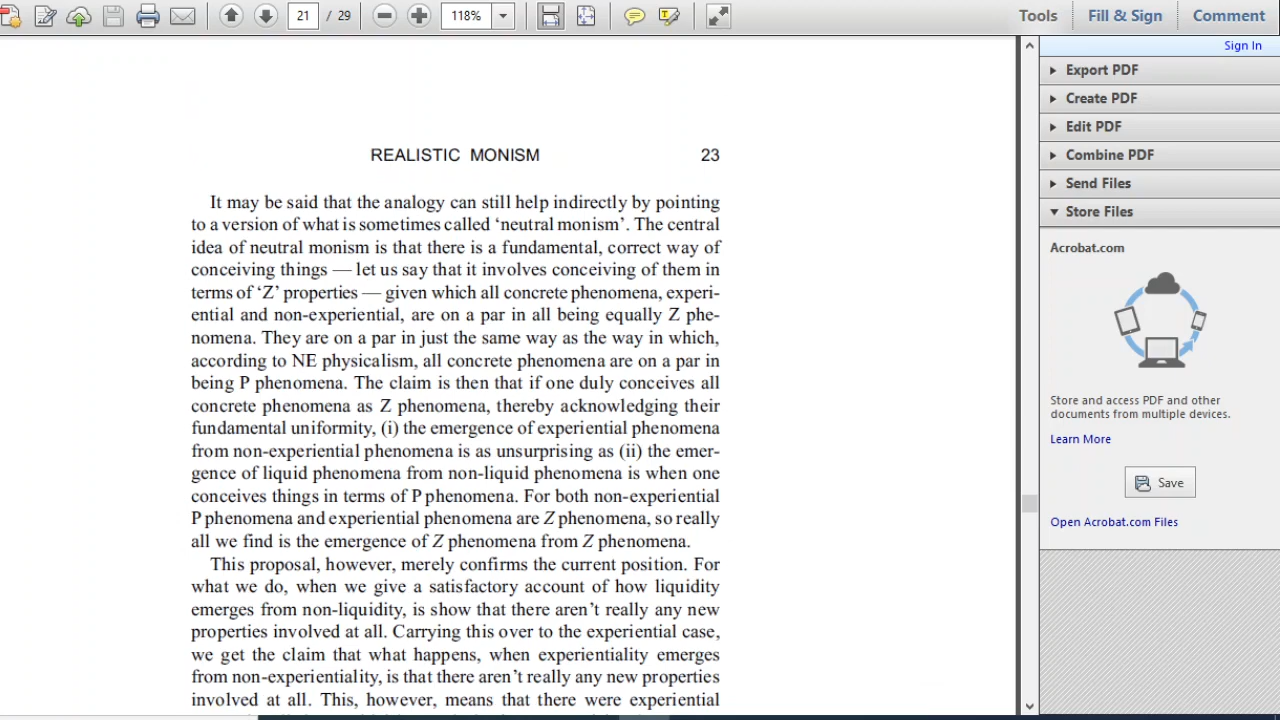 21 / 29
118%
Tools
Fill & Sign
Comment
Sign In
REALISTIC MONISM 23
It may be said that the analogy can still help indirectly by pointing
to a version of what is sometimes called ‘neutral monism’. The central
idea of neutral monism is that there is a fundamental, correct way of
conceiving things — let us say that it involves conceiving of them in
terms of ‘Z’ properties — given which all concrete phenomena, experi-
ential and non-experiential, are on a par in all being equally Z phe-
nomena. They are on a par in just the same way as the way in which,
according to NE physicalism, all concrete phenomena are on a par in
being P phenomena. The claim is then that if one duly conceives all
concrete phenomena as Z phenomena, thereby acknowledging their
fundamental uniformity, (i) the emergence of experiential phenomena
from non-experiential phenomena is as unsurprising as (ii) the emer-
gence of liquid phenomena from non-liquid phenomena is when one
conceives things in terms of P phenomena. For both non-experiential
P phenomena and experiential phenomena are Z phenomena, so really
all we find is the emergence of Z phenomena from Z phenomena.
This proposal, however, merely confirms the current position. For
what we do, when we give a satisfactory account of how liquidity
emerges from non-liquidity, is show that there aren’t really any new
properties involved at all. Carrying this over to the experiential case,
we get the claim that what happens, when experientiality emerges
from non-experientiality, is that there aren’t really any new properties
involved at all. This, however, means that there were experiential
Export PDF
Create PDF
Edit PDF
Combine PDF
Send Files
Store Files
Acrobat.com
Store and access PDF and other
documents from multiple devices.
Learn More
Save
Open Acrobat.com Files